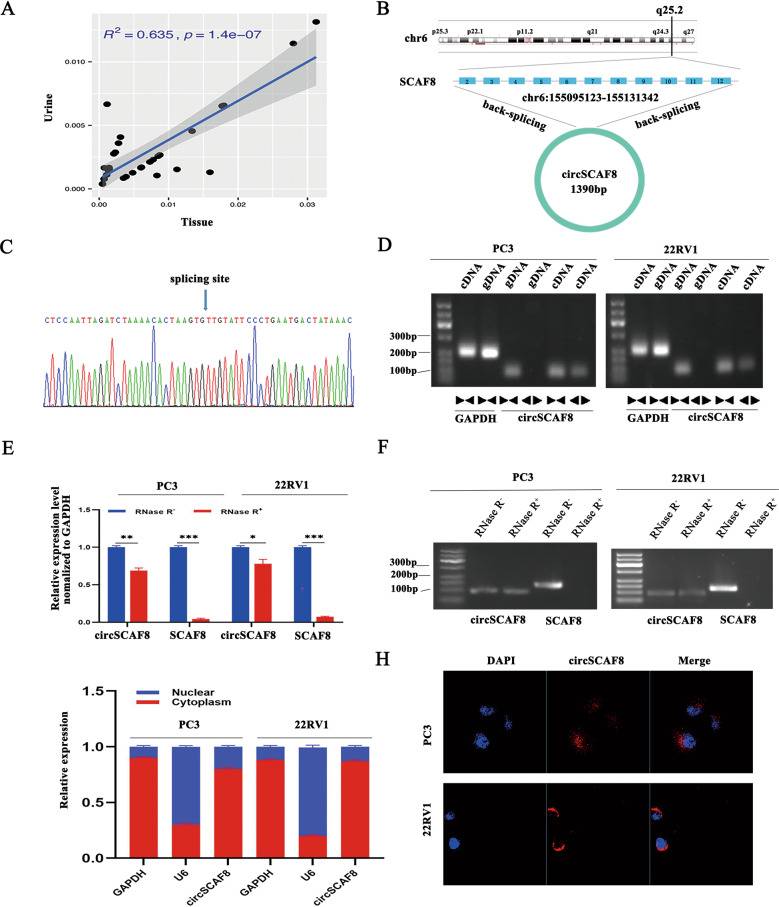 A
R² = 0.635 , p = 1.4e−07
Urine
0.010
0.005
0.000
0.00 0.01 0.02 0.03
Tissue
B
q25.2
p25.3 p22.1 p11.2 q21 q24.3 q27
chr6
SCAF8
2 3 4 5 6 7 8 9 10 11 12
chr6:155095123-155131342
back-splicing back-splicing
circSCAF8
1390bp
C
splicing site
CTCCAATTAGATCTAAAACACTAAGTGTTGTATTCCCTGAATGACTATAAAC
D
PC3 22RV1
cDNA gDNA gDNA gDNA cDNA cDNA cDNA gDNA gDNA gDNA cDNA cDNA
300bp
200bp
100bp
GAPDH circSCAF8 GAPDH circSCAF8
E
PC3 22RV1
RNase R- RNase R+
Relative expression level
nomalized to GAPDH
1.5
1.0
0.5
0.0
** *** * ***
circSCAF8 SCAF8 circSCAF8 SCAF8
F
PC3 22RV1
RNase R- RNase R+ RNase R- RNase R+ RNase R- RNase R+ RNase R- RNase R+
300bp
200bp
100bp
circSCAF8 SCAF8 circSCAF8 SCAF8
Nuclear
Cytoplasm
PC3 22RV1
Relative expression
1.5
1.0
0.5
0.0
GAPDH U6 circSCAF8 GAPDH U6 circSCAF8
H
DAPI circSCAF8 Merge
PC3
22RV1